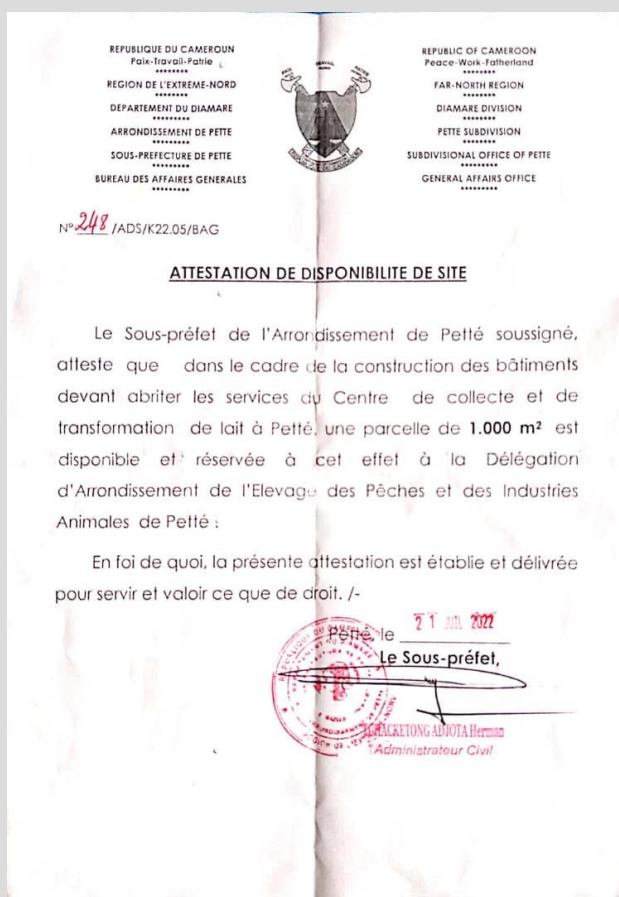 REPUBLIQUE DU CAMEROUN
Paix-Travail-Patrie
********
REGION DE L'EXTREME-NORD
********
DEPARTEMENT DU DIAMARE
*********
ARRONDISSEMENT DE PETTE
*********
SOUS-PREFECTURE DE PETTE
*********
BUREAU DES AFFAIRES GENERALES
*********
REPUBLIC OF CAMEROON
Peace-Work-Fatherland
********
FAR-NORTH REGION
********
DIAMARE DIVISION
*********
PETTE SUBDIVISION
*********
SUBDIVISIONAL OFFICE OF PETTE
*********
GENERAL AFFAIRS OFFICE
*********
N° 248 /ADS/K22.05/BAG
ATTESTATION DE DISPONIBILITE DE SITE
Le Sous-préfet de l'Arrondissement de Petté soussigné,
atteste que dans le cadre de la construction des bâtiments
devant abriter les services du Centre de collecte et de
transformation de lait à Petté, une parcelle de 1.000 m² est
disponible et réservée à cet effet à la Délégation
d'Arrondissement de l'Elevage des Pêches et des Industries
Animales de Petté :
En foi de quoi, la présente attestation est établie et délivrée
pour servir et valoir ce que de droit. /-
Petté, le 21 JUL 2022
Le Sous-préfet,
TCHACKETONG ADJOTA Herman
Administrateur Civil